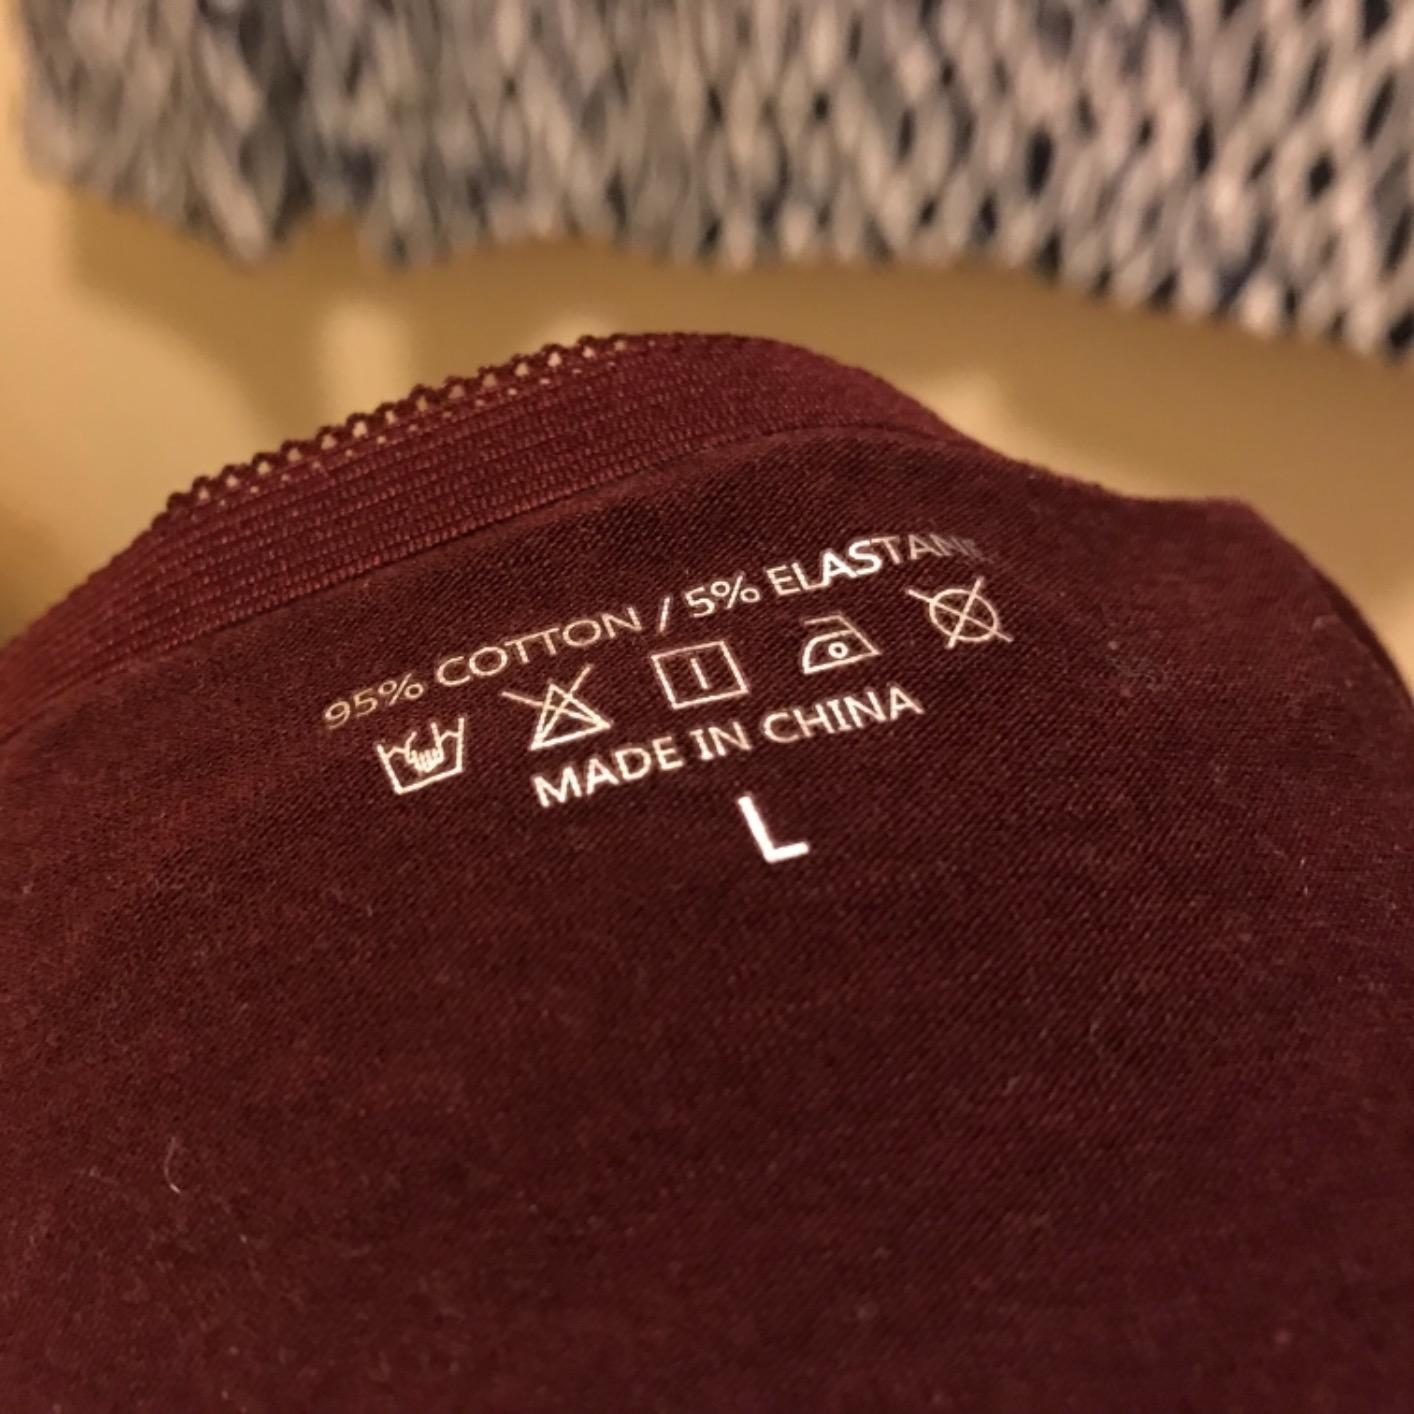 95% COTTON / 5% ELASTANE
MADE IN CHINA
L